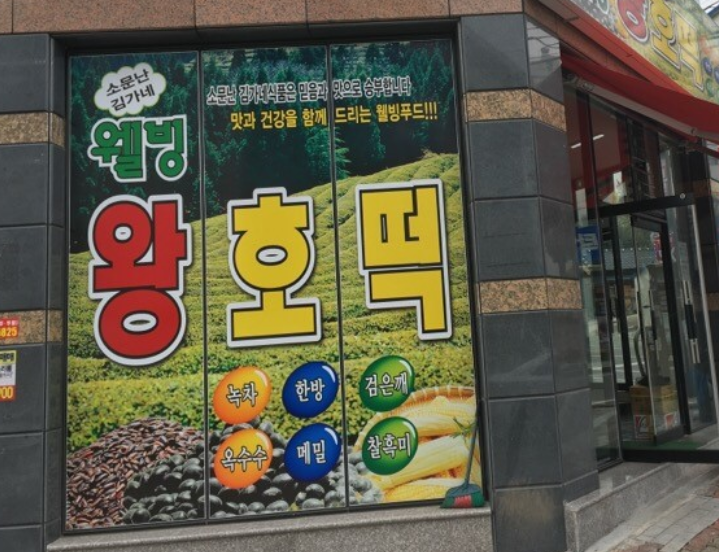 소문난
김가네
웰빙
소문난 김가네식품은 믿음과 맛으로 승부합니다
맛과 건강을 함께 드리는 웰빙푸드!!!
왕호떡
녹차 한방 검은깨
옥수수 메밀 찰흑미
왕호떡